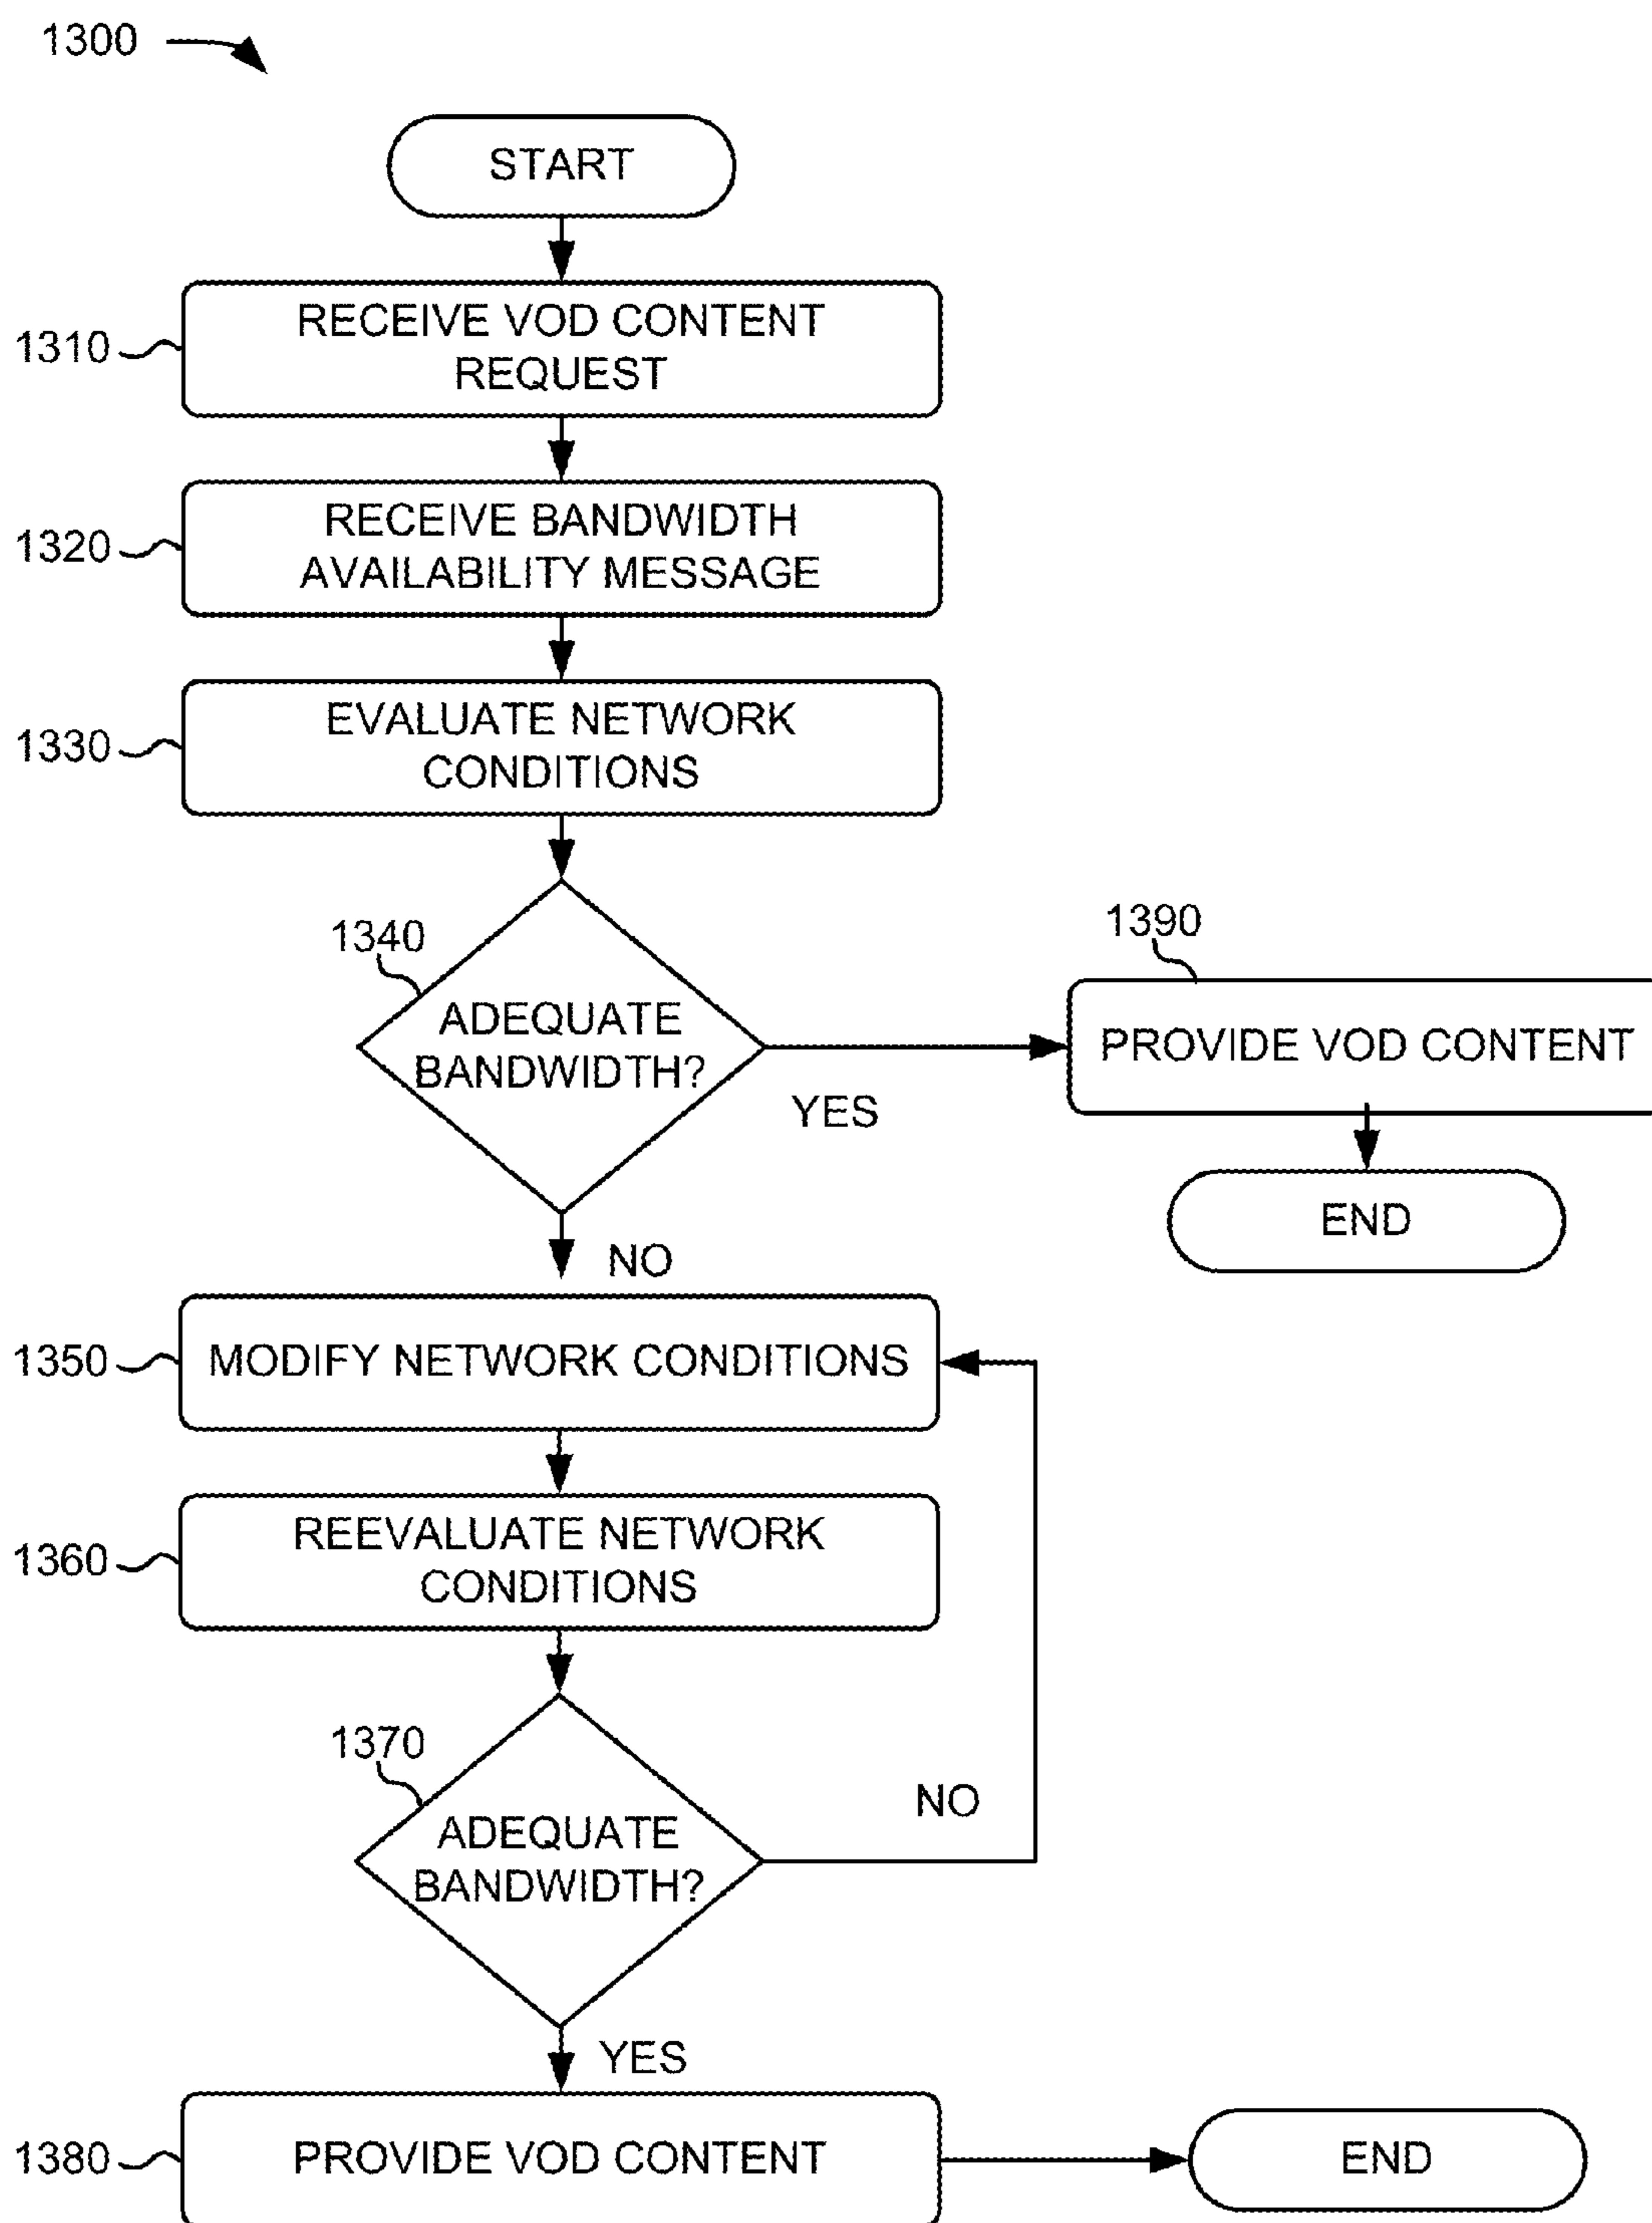 1300
START
1310
RECEIVE VOD CONTENT
REQUEST
1320
RECEIVE BANDWIDTH
AVAILABILITY MESSAGE
1330
EVALUATE NETWORK
CONDITIONS
1340
ADEQUATE
BANDWIDTH?
YES
1390
PROVIDE VOD CONTENT
END
NO
1350
MODIFY NETWORK CONDITIONS
1360
REEVALUATE NETWORK
CONDITIONS
1370
ADEQUATE
BANDWIDTH?
NO
YES
1380
PROVIDE VOD CONTENT
END